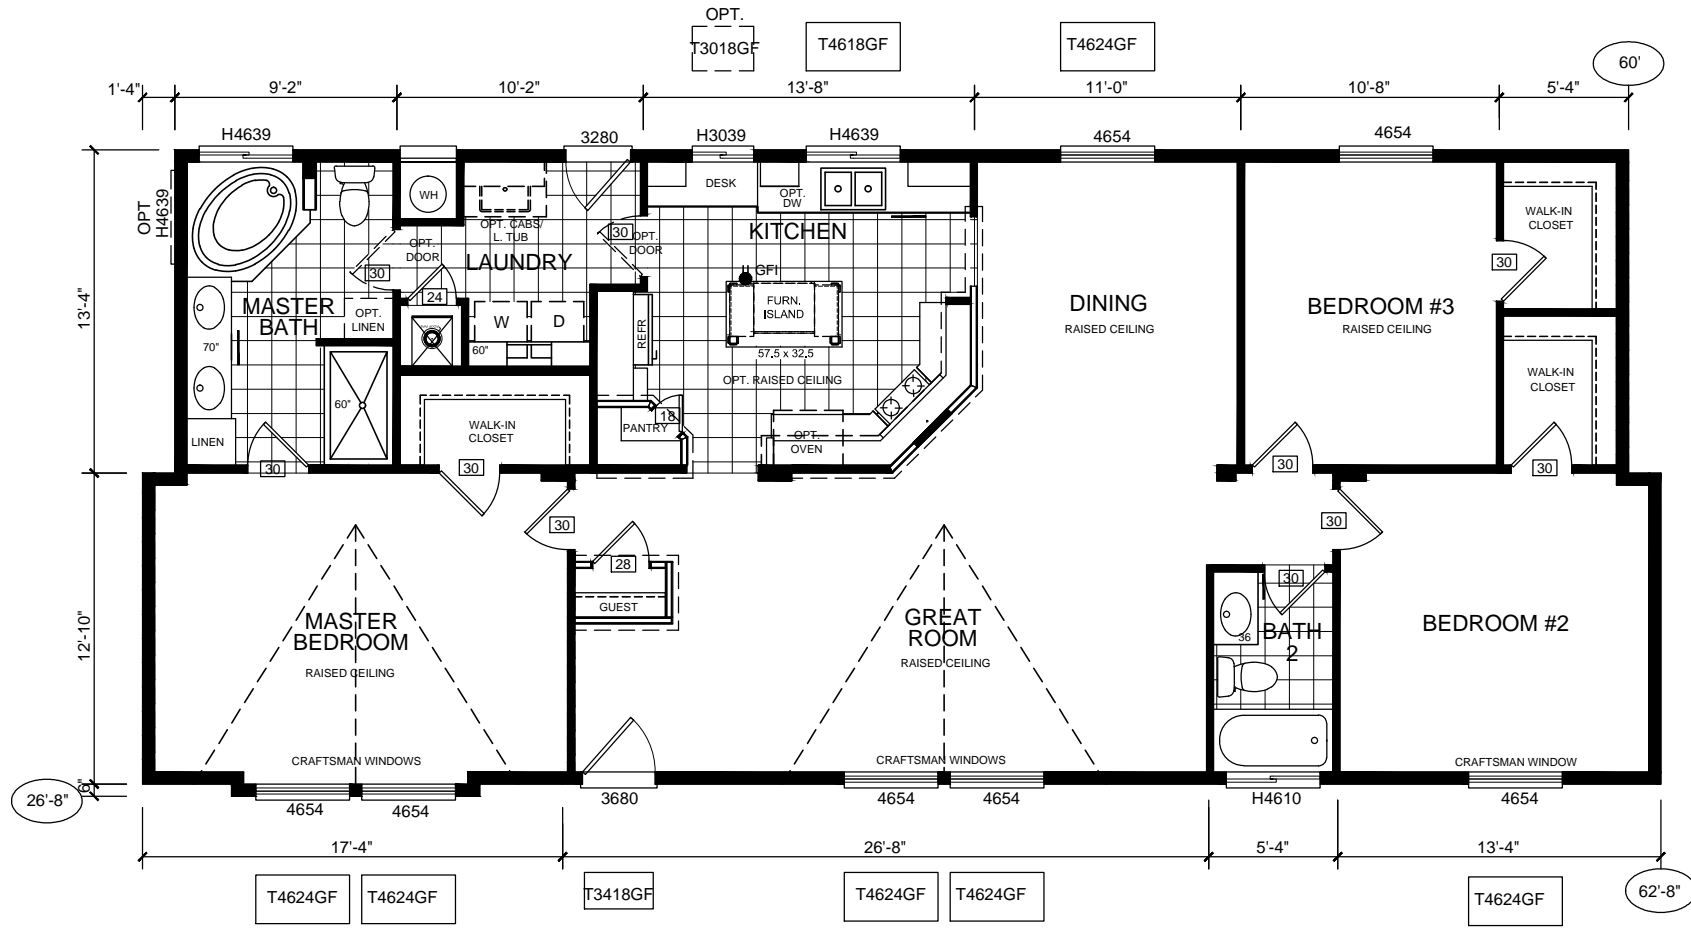 OPT.
T3018GF
T4618GF
T4624GF
60'
1'-4"
9'-2"
10'-2"
13'-8"
11'-0"
10'-8"
5'-4"
H4639
3280
H3039
H4639
4654
4654
OPT
H4639
WH
OPT. CABS/
L. TUB
DESK
OPT.
DW
KITCHEN
WALK-IN
CLOSET
30
OPT.
DOOR
OPT.
DOOR
30
LAUNDRY
30
24
GFI
FURN.
ISLAND
57.5 x 32.5
OPT. RAISED CEILING
DINING
RAISED CEILING
BEDROOM #3
RAISED CEILING
13'-4"
MASTER
BATH
OPT.
LINEN
W
D
60"
REFR
70"
60"
LINEN
30
WALK-IN
CLOSET
30
PANTRY
18
OPT.
OVEN
WALK-IN
CLOSET
30
30
30
28
GUEST
30
30
12'-10"
MASTER
BEDROOM
RAISED CEILING
CRAFTSMAN WINDOWS
GREAT
ROOM
RAISED CEILING
CRAFTSMAN WINDOWS
36
BATH
2
BEDROOM #2
CRAFTSMAN WINDOW
6"
26'-8"
4654
4654
3680
4654
4654
H4610
4654
17'-4"
26'-8"
5'-4"
13'-4"
T4624GF
T4624GF
T3418GF
T4624GF
T4624GF
T4624GF
62'-8"